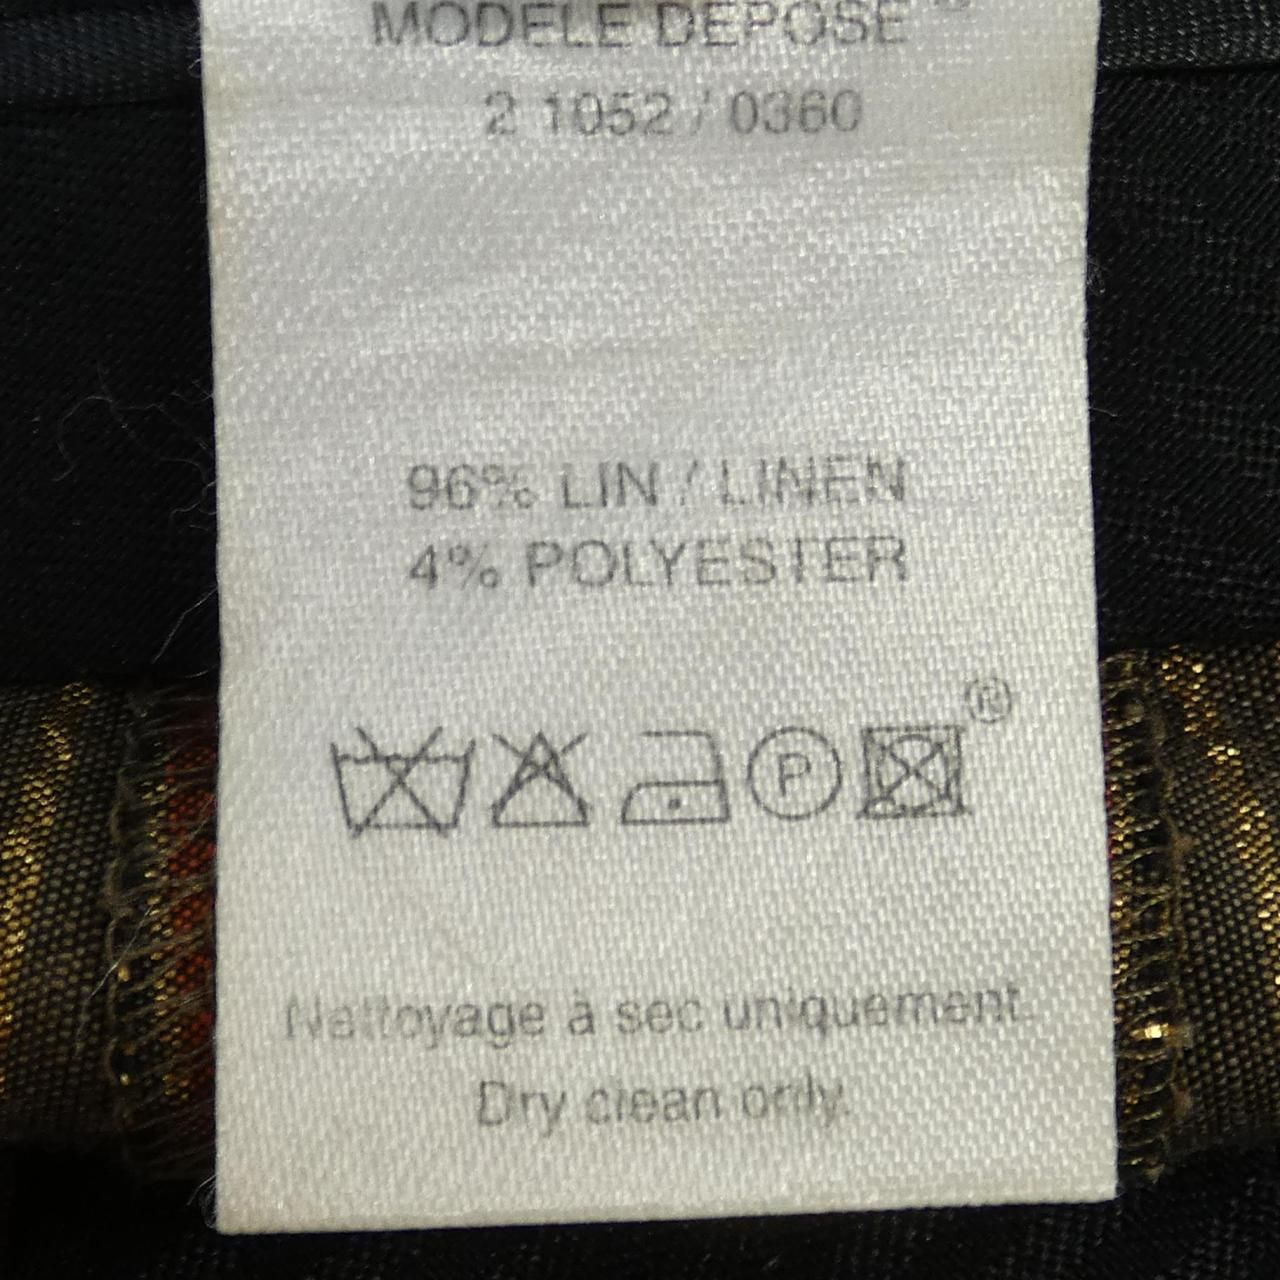 MODELE DEPOSE
2 1052 / 0360
96% LIN / LINEN
4% POLYESTER
P
®
Nettoyage à sec uniquement.
Dry clean only.